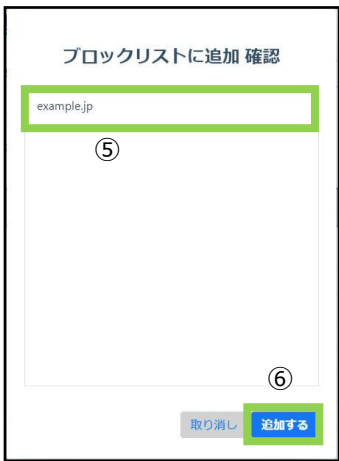 ブロックリストに追加 確認
example.jp
⑤
⑥
取り消し 追加する